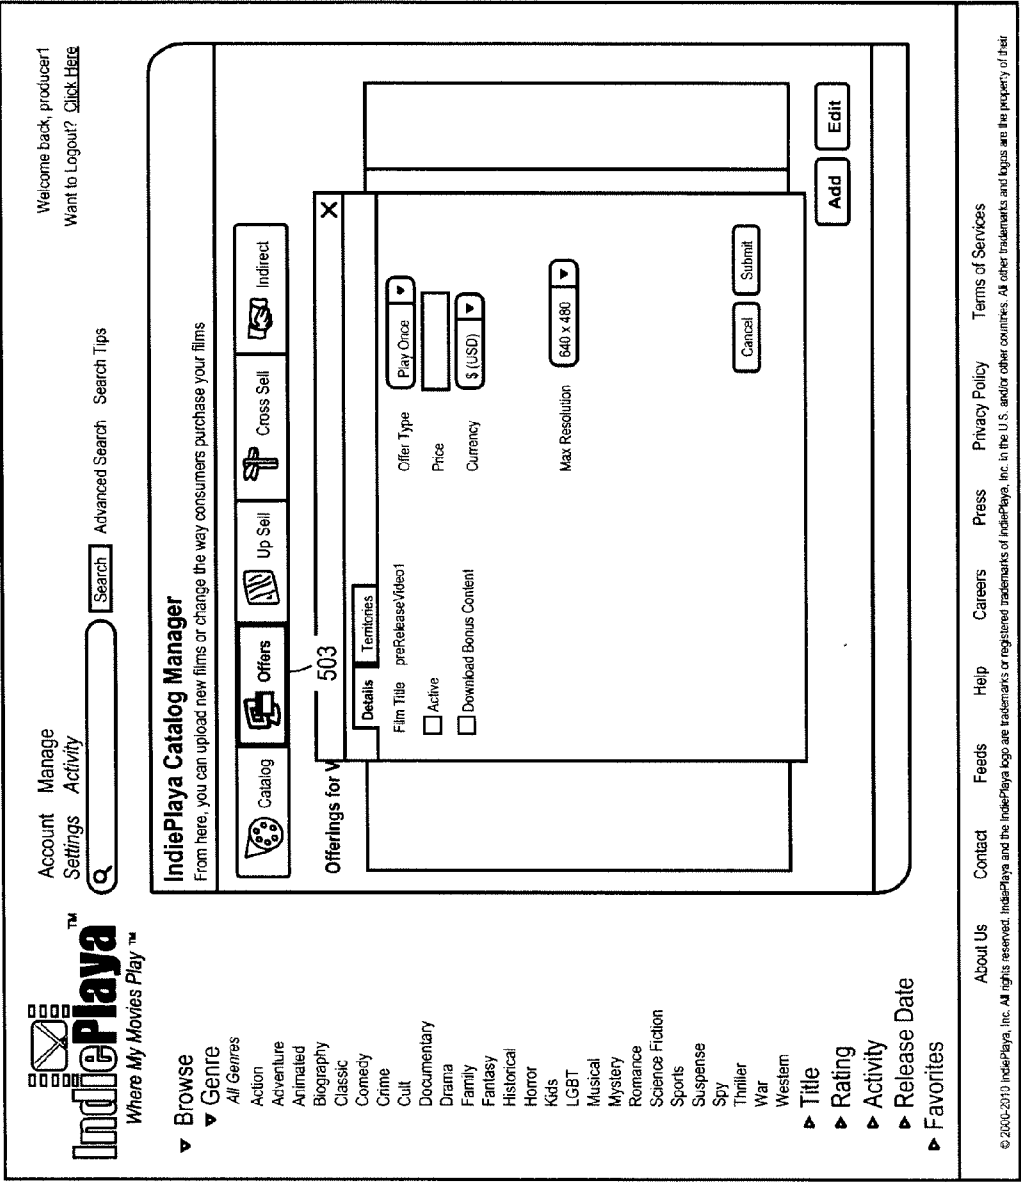 IndiePlaya™
Where My Movies Play ™
Account Manage
Settings Activity
Search Advanced Search Search Tips
Welcome back, producer1
Want to Logout? Click Here
▼ Browse
▼ Genre
All Genres
Action
Adventure
Animated
Biography
Classic
Comedy
Crime
Cult
Documentary
Drama
Family
Fantasy
Historical
Horror
Kids
LGBT
Musical
Mystery
Romance
Science Fiction
Sports
Suspense
Spy
Thriller
War
Western
▶ Title
▶ Rating
▶ Activity
▶ Release Date
▶ Favorites
IndiePlaya Catalog Manager
From here, you can upload new films or change the way consumers purchase your films
Catalog Offers Up Sell Cross Sell Indirect
503
X
Offerings for V
Details Territories
Film Title preReleaseVideo1 Offer Type Play Once
Active Price
Download Bonus Content Currency $ (USD)
Max Resolution 640 x 480
Cancel Submit
Add Edit
About Us Contact Feeds Help Careers Press Privacy Policy Terms of Services
© 2000-2010 IndiePlaya, Inc. All rights reserved. IndiePlaya and the IndiePlaya logo are trademarks or registered trademarks of IndiePlaya, Inc. in the U.S. and/or other countries. All other trademarks and logos are the property of their